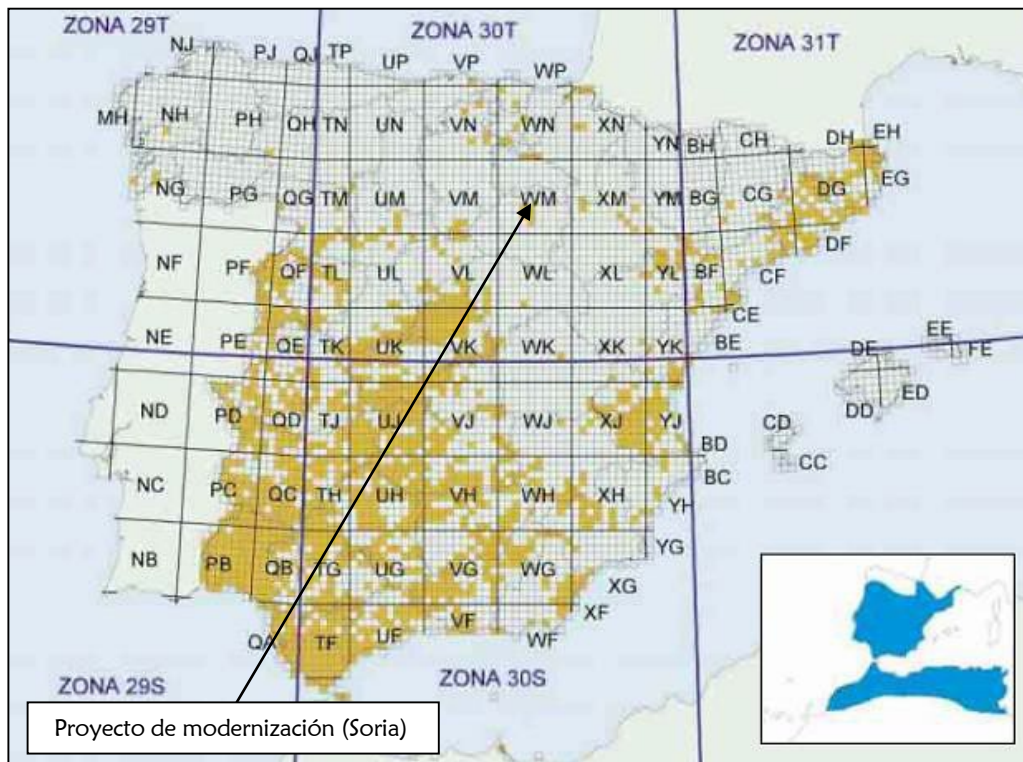 ZONA 29T
ZONA 30T
ZONA 31T
NJ PJ QJ TP UP VP WP
MH NH PH QH TN UN VN WN XN YN BH CH DH EH
NG PG QG TM UM VM WM XM YM BG CG DG EG
NF PF QF TL UL VL WL XL YL BF CF DF
NE PE QE TK UK VK WK XK YK BE CE DE EE FE
ND PD QD TJ UJ VJ WJ XJ YJ BD CD DD ED
NC PC QC TH UH VH WH XH YH BC CC
NB PB QB TG UG VG WG XG YG
QA TF UF VF WF XF
ZONA 29S
ZONA 30S
Proyecto de modernización (Soria)